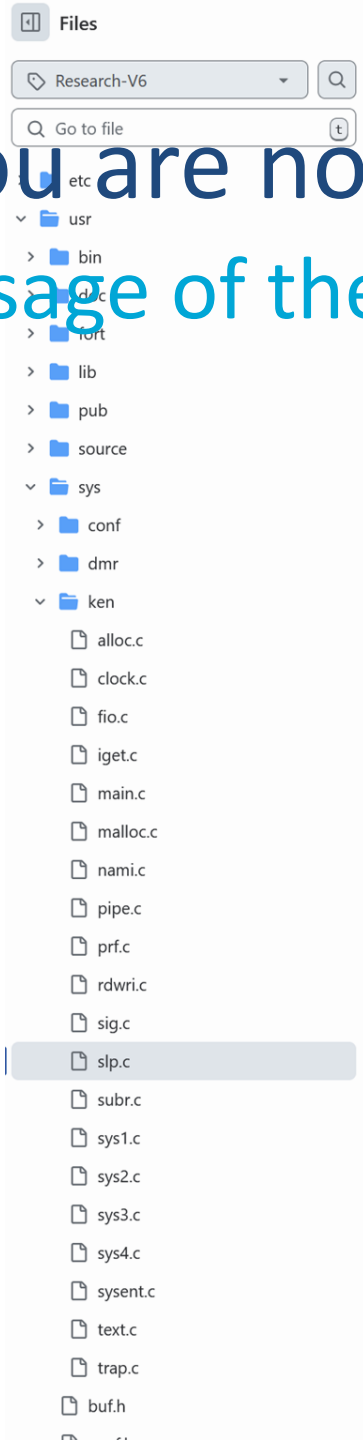 Files
Research-V6
Go to file
t
ou are no
etc
usr
bin
sage of the
doc
fort
lib
pub
source
sys
conf
dmr
ken
alloc.c
clock.c
fio.c
iget.c
main.c
malloc.c
nami.c
pipe.c
prf.c
rdwri.c
sig.c
slp.c
subr.c
sys1.c
sys2.c
sys3.c
sys4.c
sysent.c
text.c
trap.c
buf.h